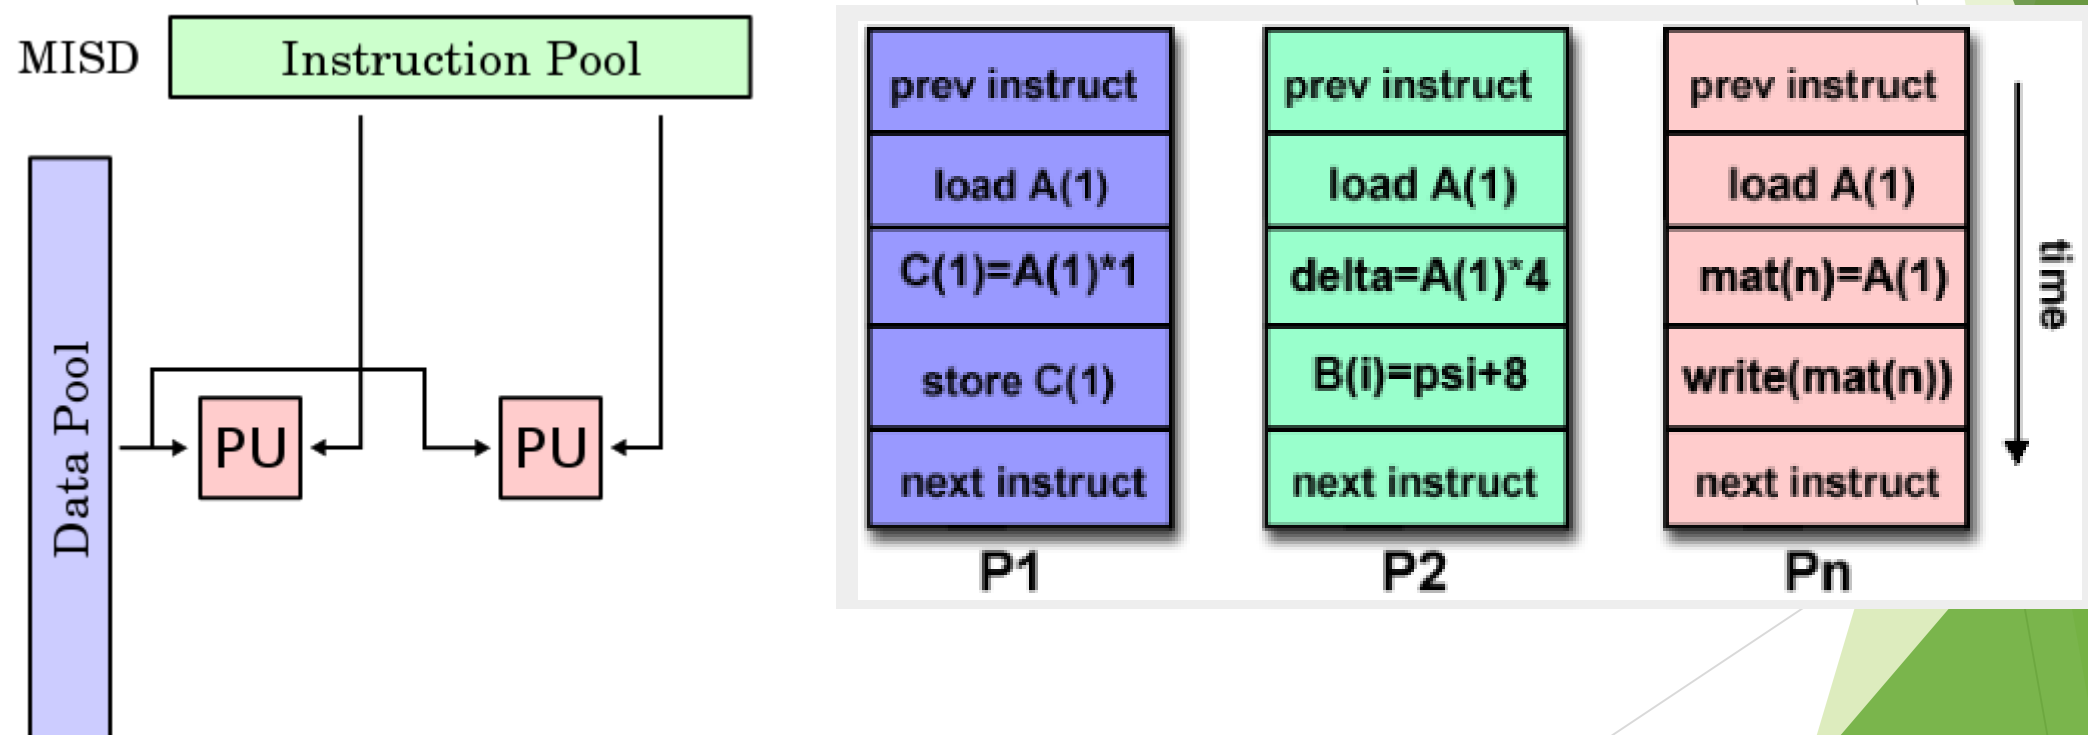 MISD
Instruction Pool
Data Pool
PU
PU
prev instruct
load A(1)
C(1)=A(1)*1
store C(1)
next instruct
P1
prev instruct
load A(1)
delta=A(1)*4
B(i)=psi+8
next instruct
P2
prev instruct
load A(1)
mat(n)=A(1)
write(mat(n))
next instruct
Pn
time